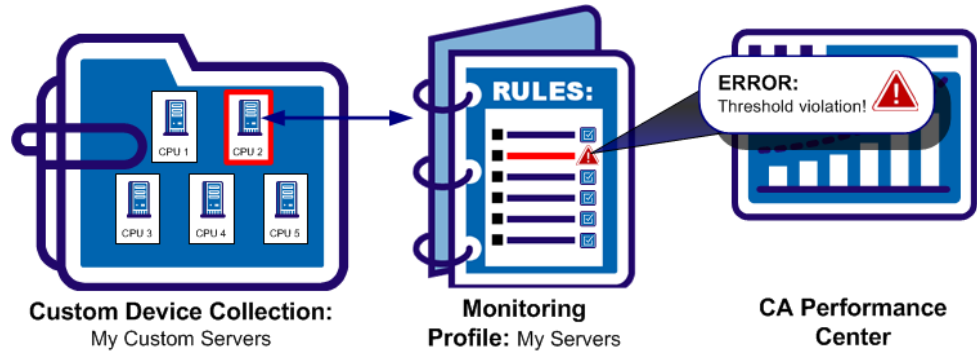 CPU 1
CPU 2
CPU 3
CPU 4
CPU 5
Custom Device Collection:
My Custom Servers
RULES:
Monitoring
Profile: My Servers
ERROR:
Threshold violation!
CA Performance
Center